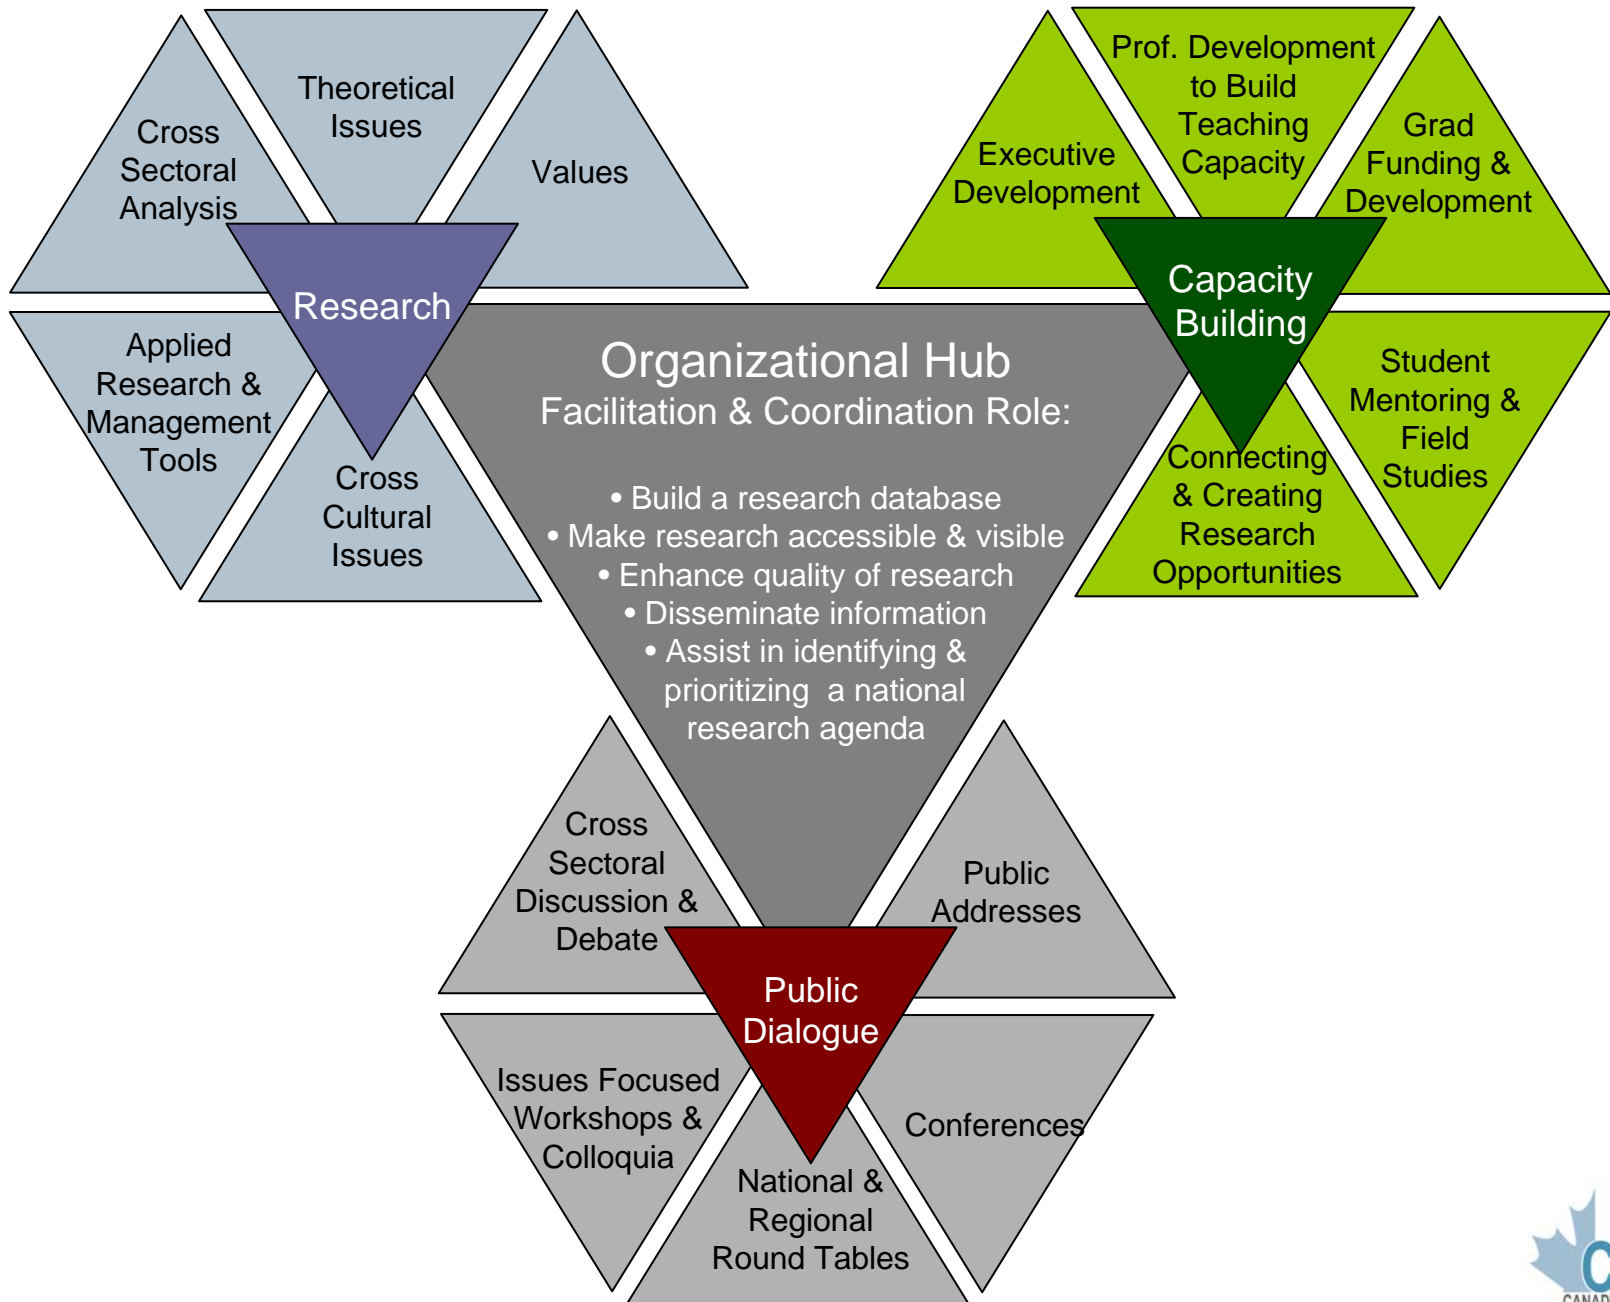 Theoretical
Issues
Cross
Sectoral
Analysis
Values
Research
Applied
Research &
Management
Tools
Cross
Cultural
Issues
Prof. Development
to Build
Teaching
Capacity
Executive
Development
Grad
Funding &
Development
Capacity
Building
Student
Mentoring &
Field
Studies
Connecting
& Creating
Research
Opportunities
Organizational Hub
Facilitation & Coordination Role:
• Build a research database
• Make research accessible & visible
• Enhance quality of research
• Disseminate information
• Assist in identifying &
prioritizing a national
research agenda
Cross
Sectoral
Discussion &
Debate
Public
Addresses
Public
Dialogue
Issues Focused
Workshops &
Colloquia
Conferences
National &
Regional
Round Tables
C